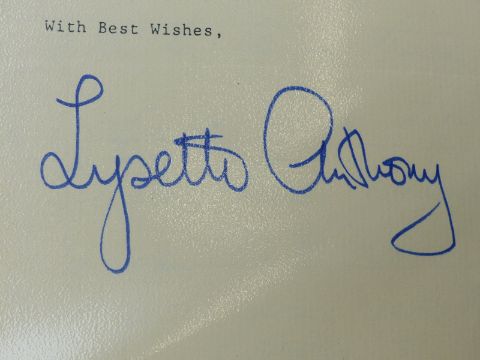 With Best Wishes,
Lysette Anthony